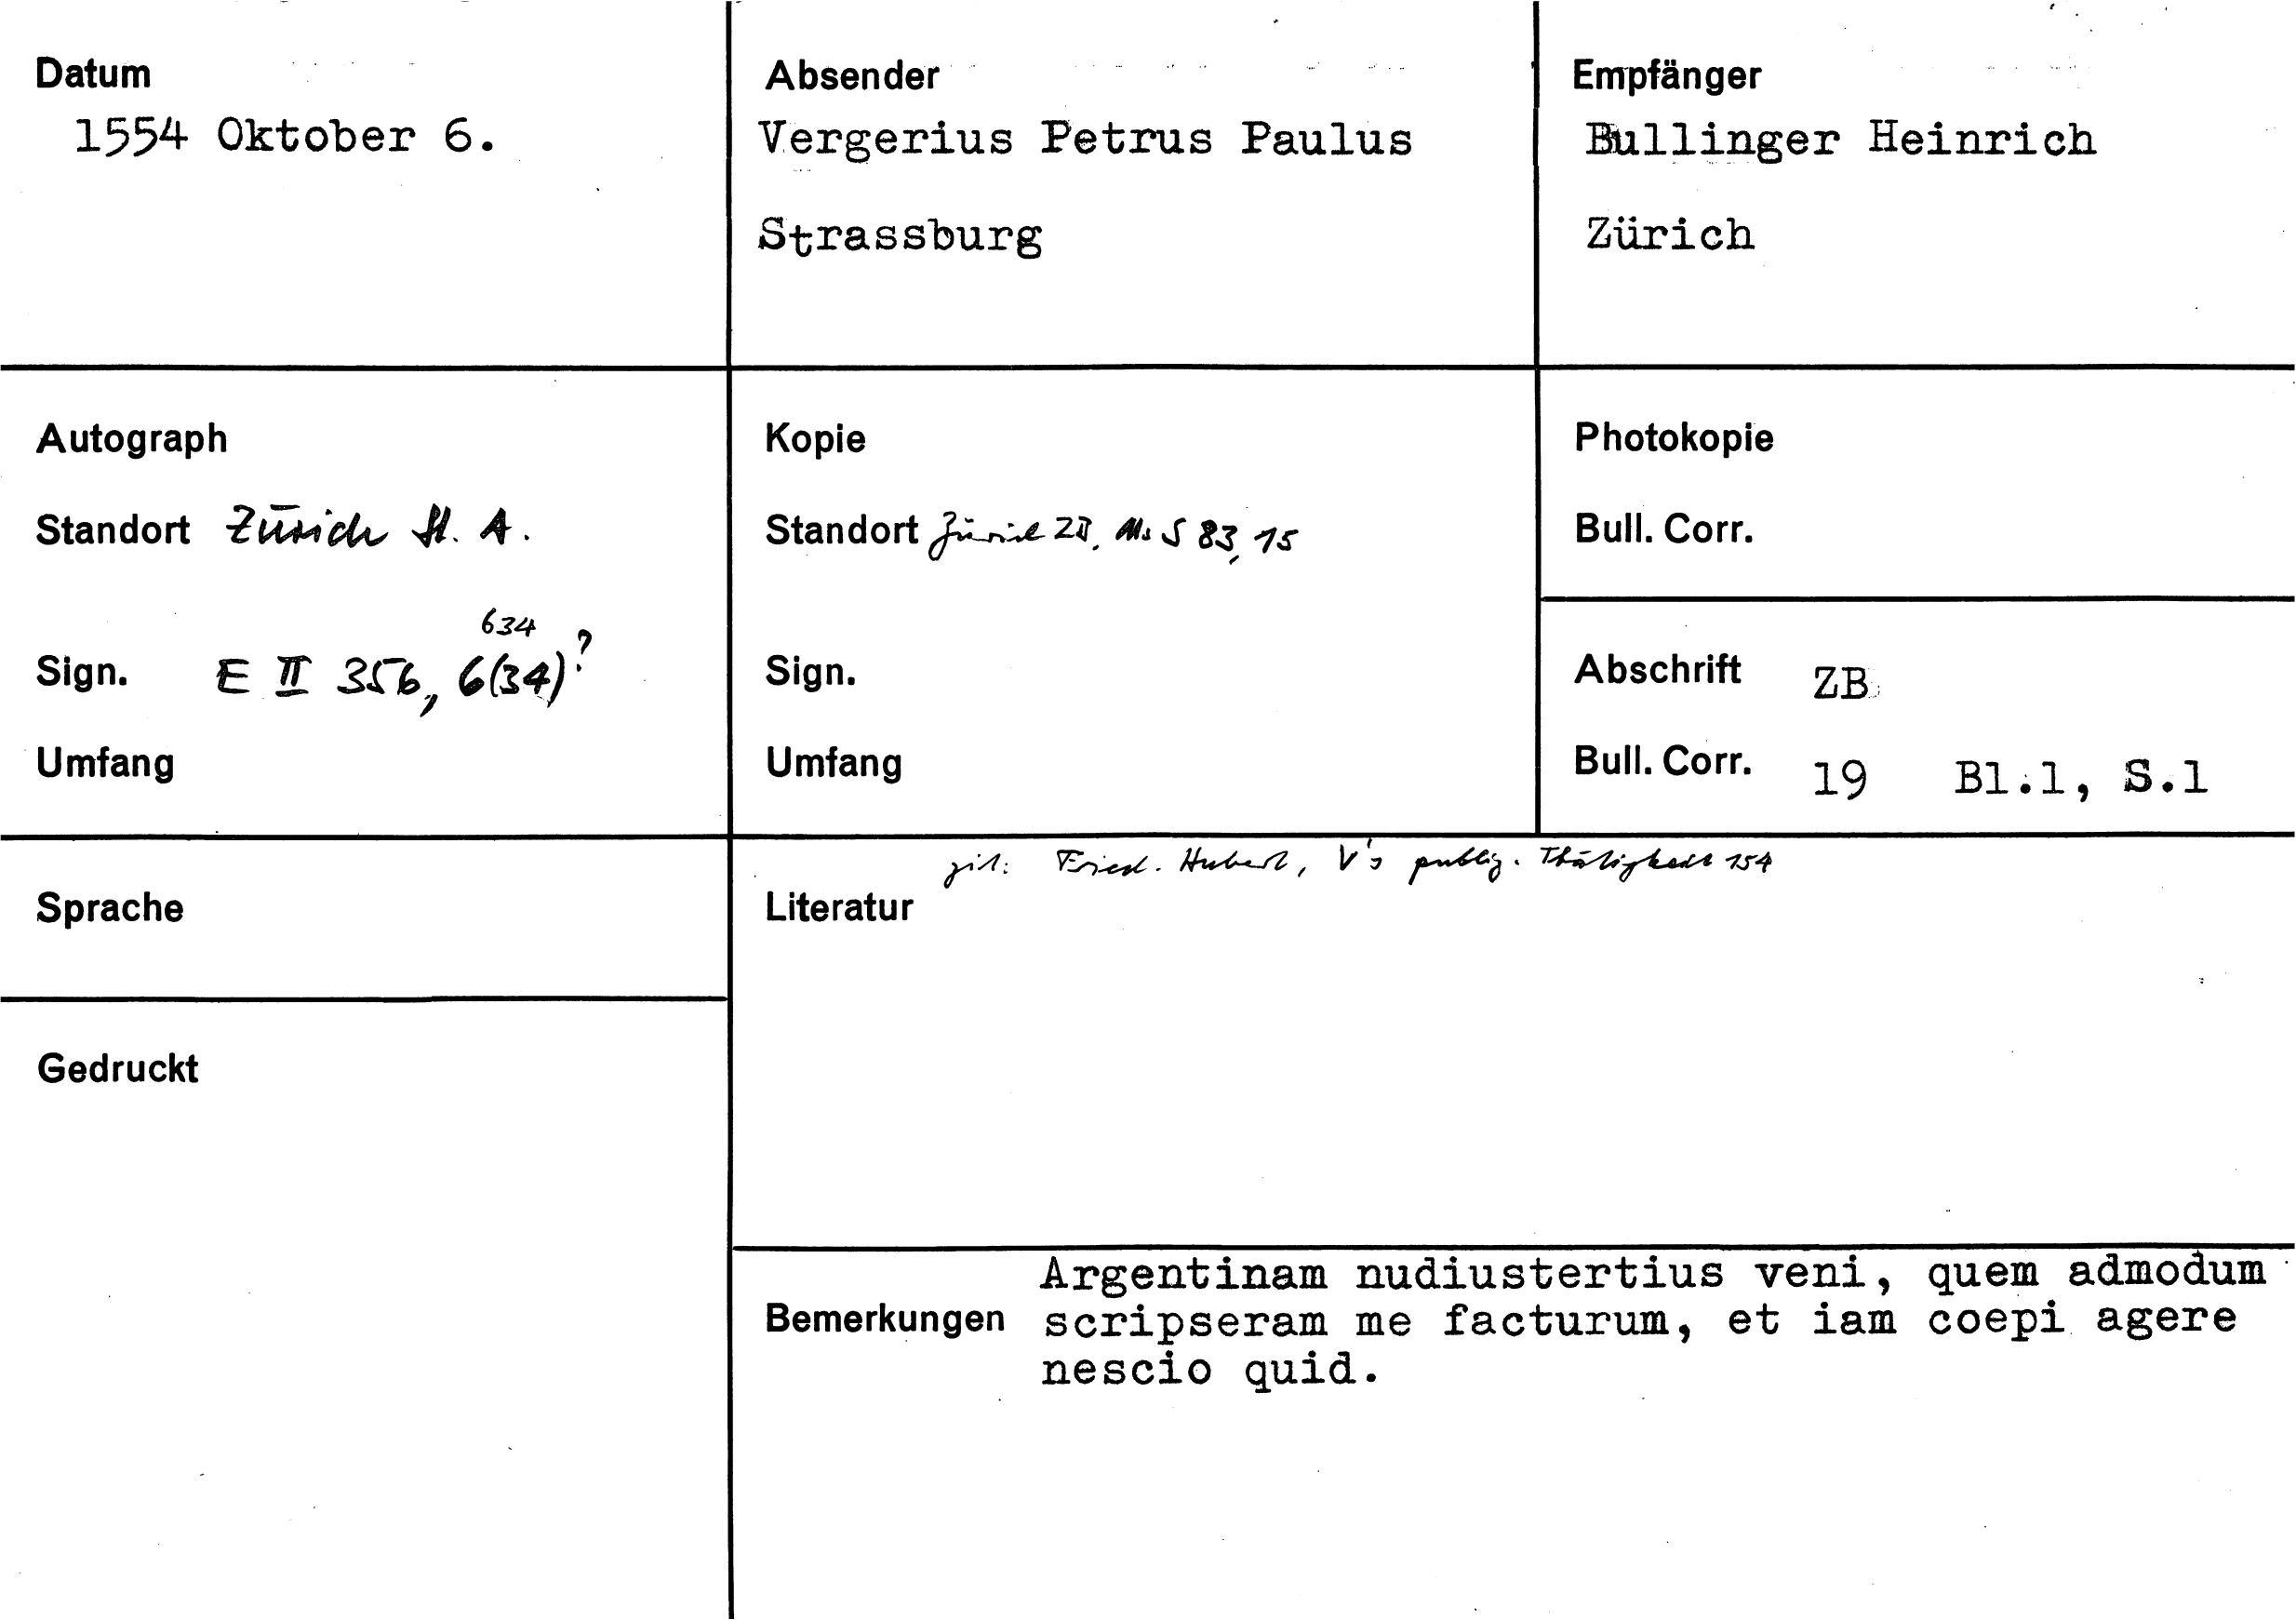 Datum
1554 Oktober 6.
Absender
Vergerius Petrus Paulus
Strassburg
Empfänger
Bullinger Heinrich
Zürich
Autograph
Standort Zürich St. A.
634
Sign. E II 356, 6(34)?
Umfang
Kopie
Standort Zürich ZB, Ms S 83, 15
Sign.
Umfang
Photokopie
Bull. Corr.
Abschrift ZB
Bull. Corr. 19 Bl.1, S.1
Sprache
Gedruckt
zit: Fried. Hubert, V's publiz. Thätigkeit 154
Literatur
Argentinam nudiustertius veni, quem admodum
Bemerkungen scripseram me facturum, et iam coepi agere
nescio quid.